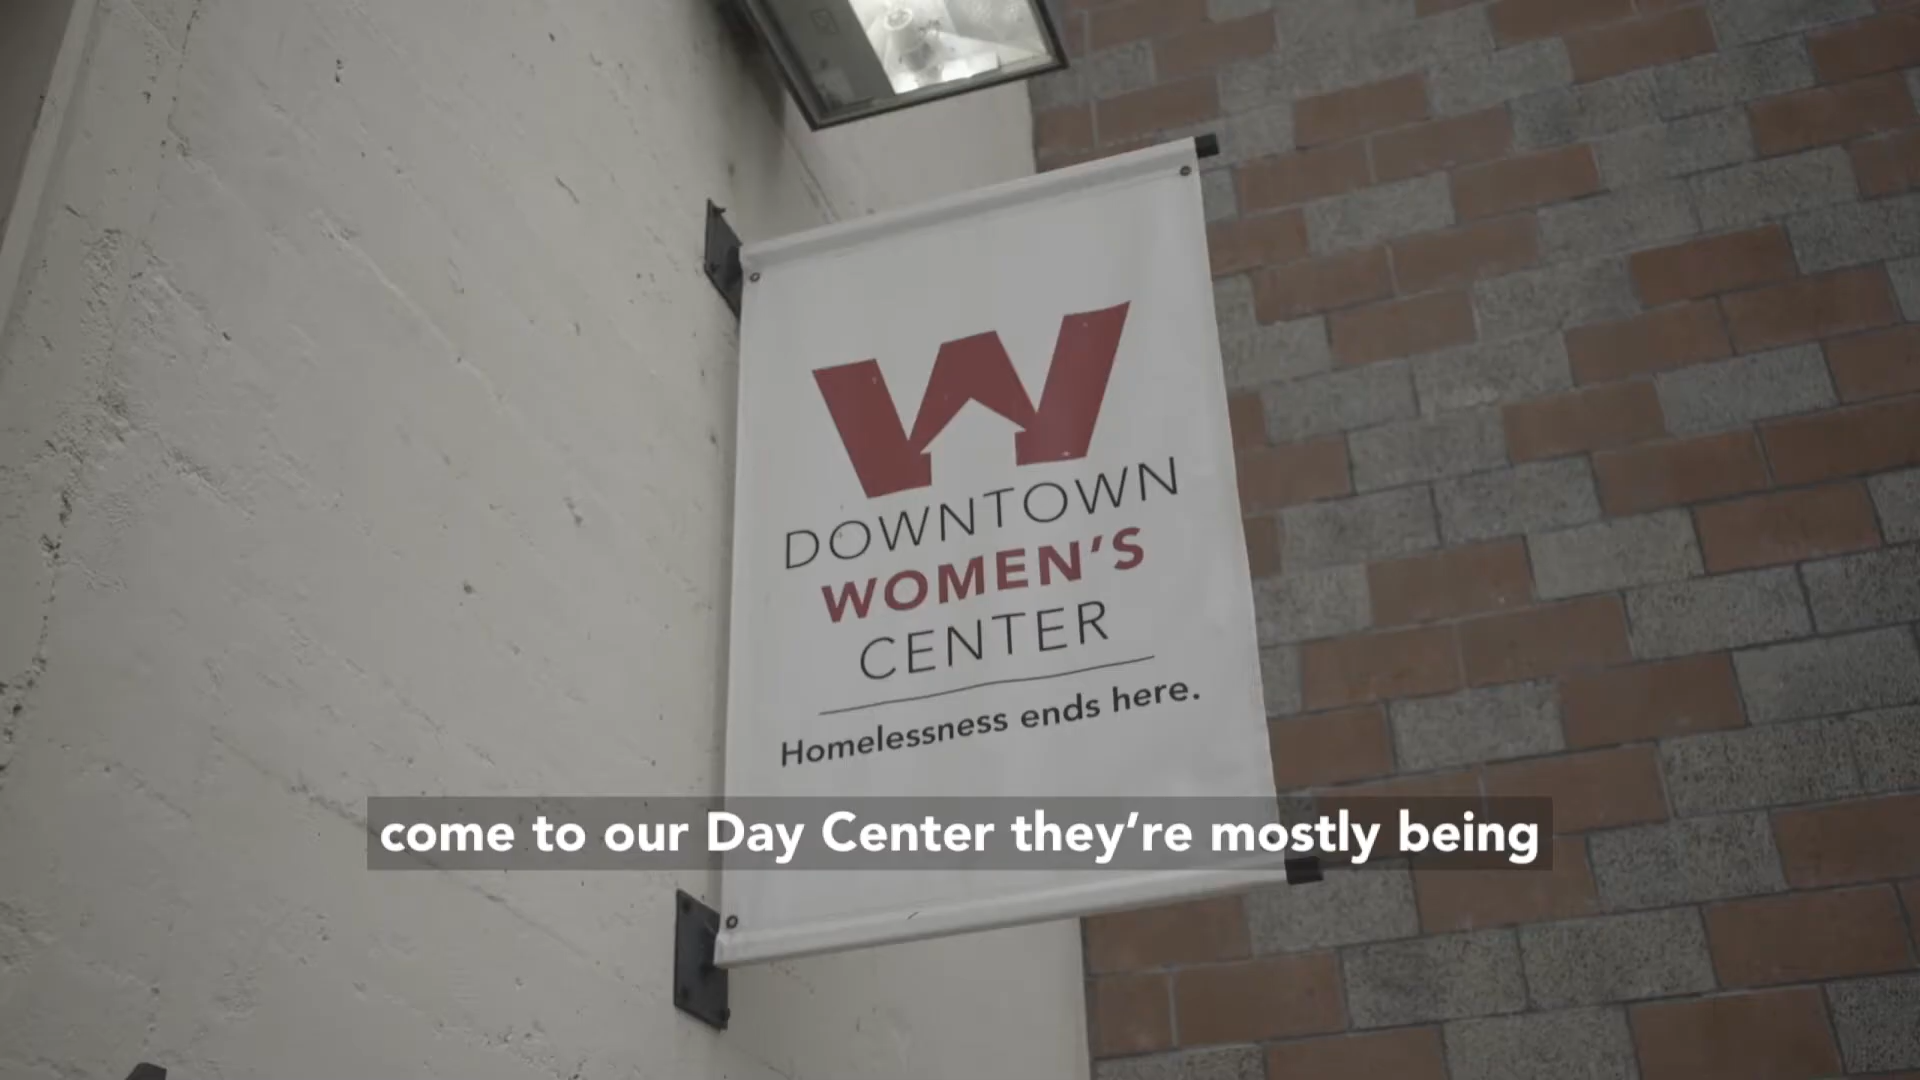 W
DOWNTOWN
WOMEN'S
CENTER
Homelessness ends here.
come to our Day Center they're mostly being